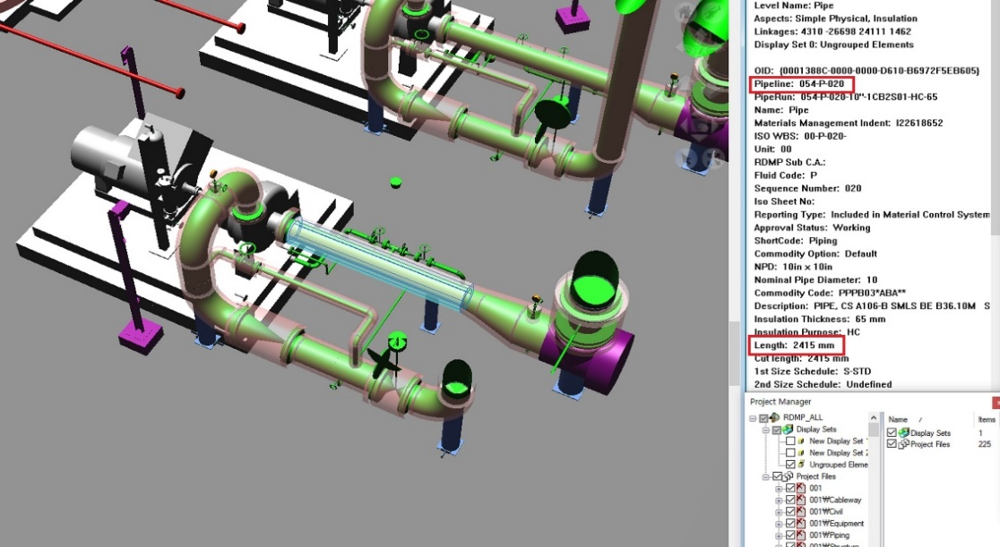 Level Name: Pipe
Aspects: Simple Physical, Insulation
Linkages: 4310 -26698 24111 1462
Display Set 0: Ungrouped Elements
OID: {0001388C-0000-0000-D610-B6972F5EB605}
Pipeline: 054-P-020
PipeRun: 054-P-020-10"-1CB2S01-HC-65
Name: Pipe
Materials Management Indent: I22618652
ISO WBS: 00-P-020-
Unit: 00
RDMP Sub C.A.:
Fluid Code: P
Sequence Number: 020
Iso Sheet No:
Reporting Type: Included in Material Control System
Approval Status: Working
ShortCode: Piping
Commodity Option: Default
NPD: 10in x 10in
Nominal Pipe Diameter: 10
Commodity Code: PPPB03*ABA**
Description: PIPE, CS A106-B SMLS BE B36.10M S
Insulation Thickness: 65 mm
Insulation Purpose: HC
Length: 2415 mm
Cut length: 2415 mm
1st Size Schedule: S-STD
2nd Size Schedule: Undefined
Project Manager
RDMP_ALL
Display Sets
New Display Set
New Display Set 2
Ungrouped Eleme
Project Files
001
001₩Cableway
001₩Civil
001₩Equipment
001₩Piping
001₩Structure
Name / Items
Display Sets 1
Project Files 225